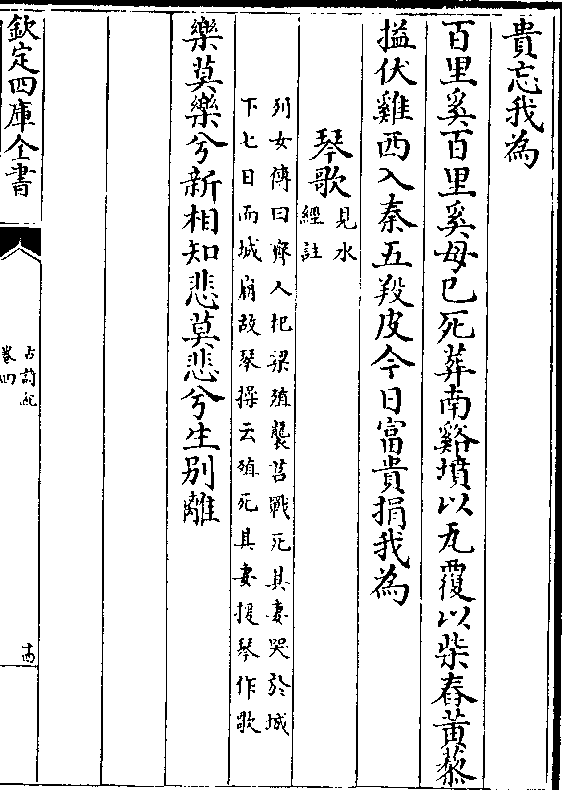 貴忘我為
百里奚百里奚母已死葬南谿墳以瓦覆以柴舂黄藜
搤伏雞西入秦五羖皮今日富貴捐我為
琴歌
見水
經註
列女傳曰齊人杞梁殖襲莒戰死其妻哭於城
下七日而城崩故琴操云殖死其妻援琴作歌
樂莫樂兮新相知悲莫悲兮生别離
欽定四庫全書
古詩紀
卷四